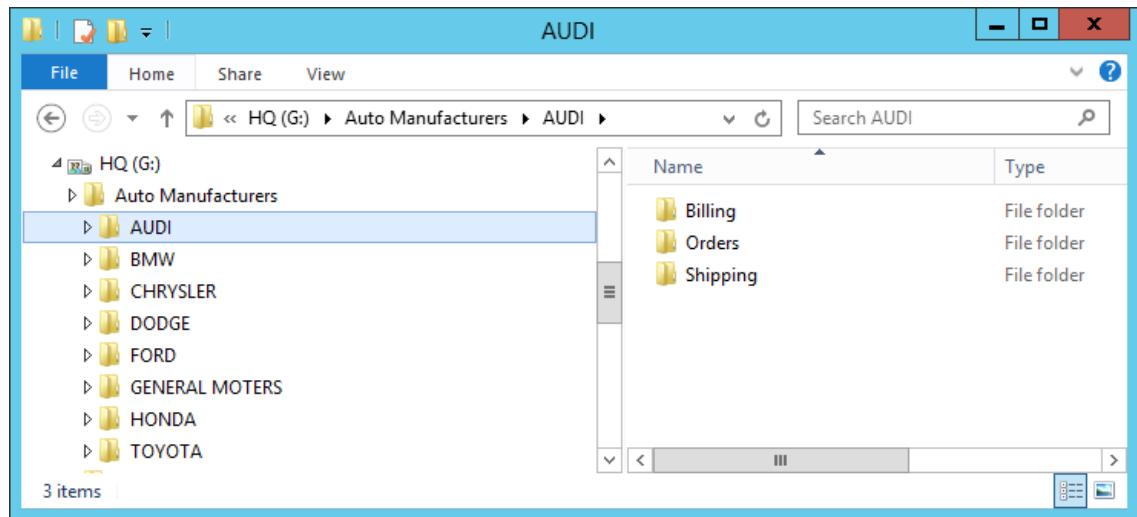 AUDI
File Home Share View
« HQ (G:) Auto Manufacturers AUDI Search AUDI
HQ (G:)
Auto Manufacturers
AUDI
BMW
CHRYSLER
DODGE
FORD
GENERAL MOTERS
HONDA
TOYOTA
Name Type
Billing File folder
Orders File folder
Shipping File folder
3 items